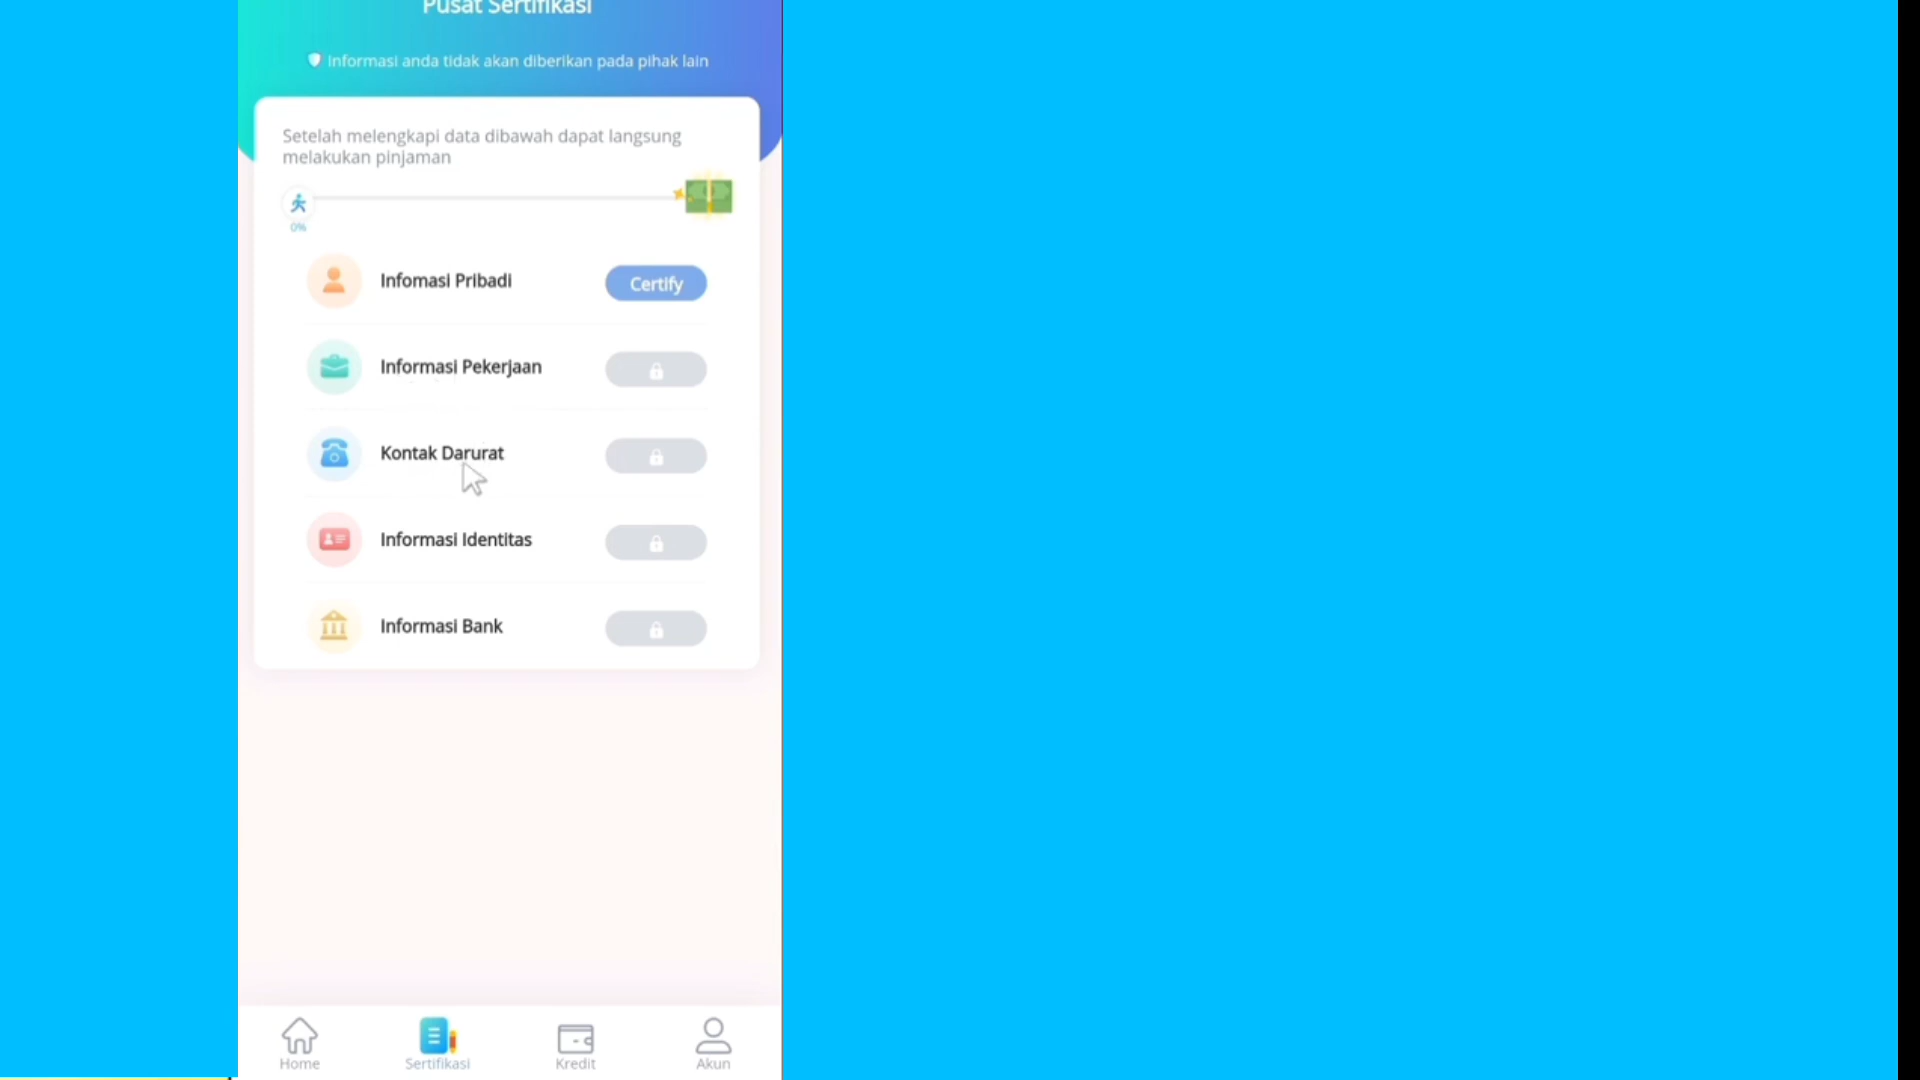 Pusat Sertifikasi
Informasi anda tidak akan diberikan pada pihak lain
Setelah melengkapi data dibawah dapat langsung
melakukan pinjaman
0%
Infomasi Pribadi
Certify
Informasi Pekerjaan
Kontak Darurat
Informasi Identitas
Informasi Bank
Home
Sertifikasi
Kredit
Akun